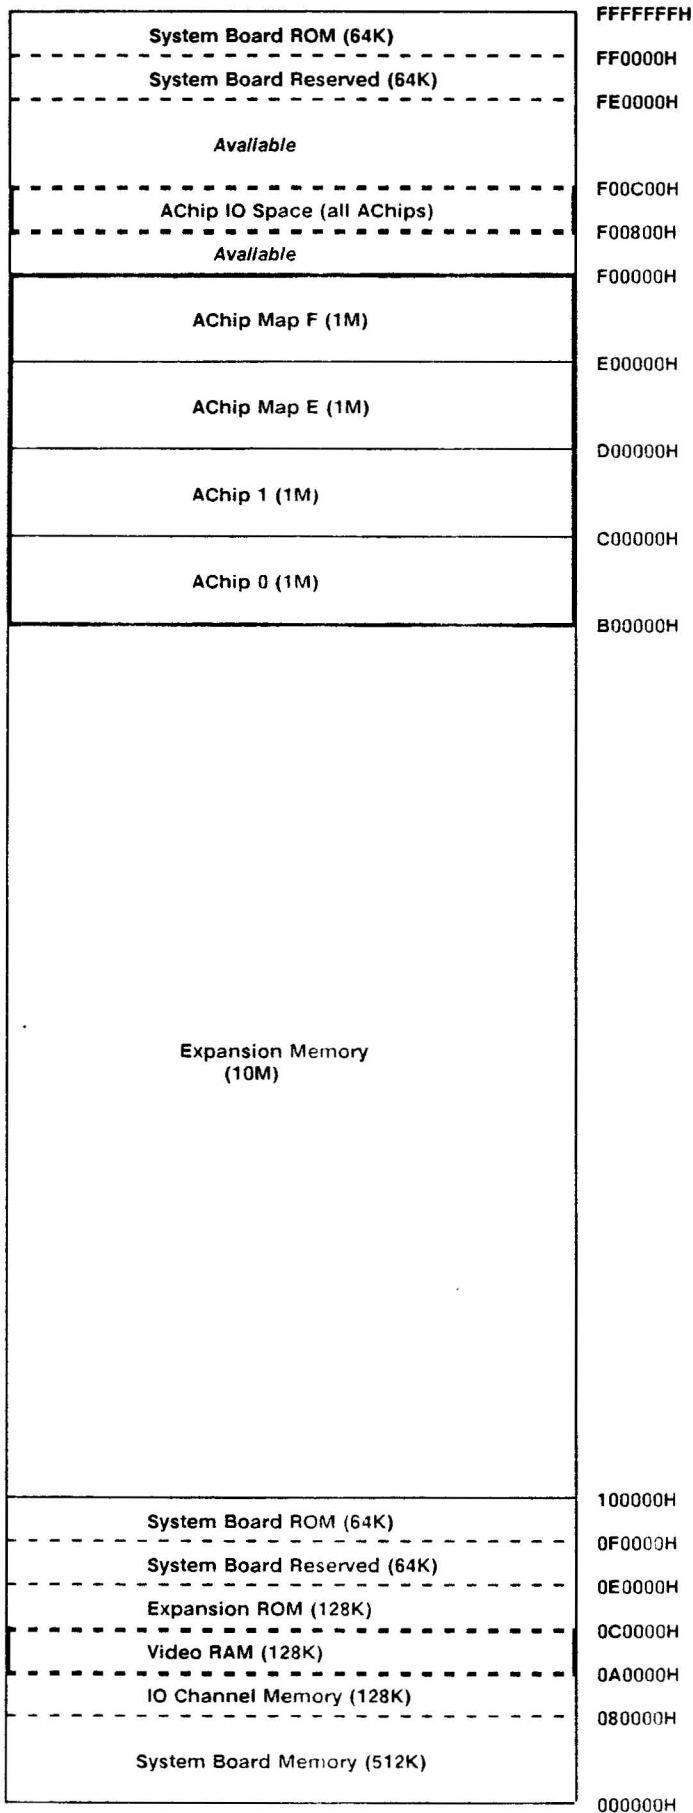 FFFFFFFH
System Board ROM (64K)
FF0000H
System Board Reserved (64K)
FE0000H
Available
F00C00H
AChip IO Space (all AChips)
F00800H
Available
F00000H
AChip Map F (1M)
E00000H
AChip Map E (1M)
D00000H
AChip 1 (1M)
C00000H
AChip 0 (1M)
B00000H
Expansion Memory
(10M)
100000H
System Board ROM (64K)
0F0000H
System Board Reserved (64K)
0E0000H
Expansion ROM (128K)
0C0000H
Video RAM (128K)
0A0000H
IO Channel Memory (128K)
080000H
System Board Memory (512K)
000000H